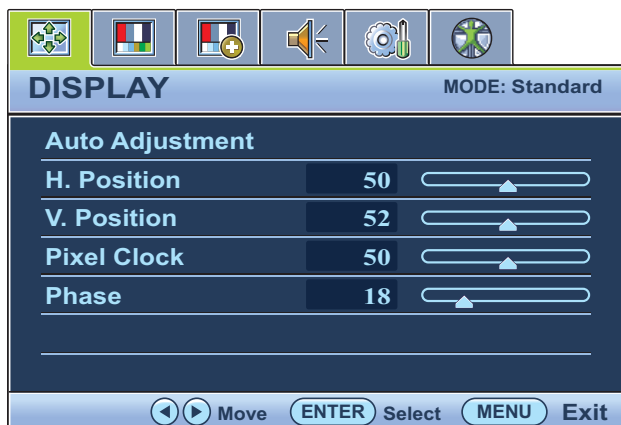 DISPLAY MODE: Standard
Auto Adjustment
H. Position 50
V. Position 52
Pixel Clock 50
Phase 18
Move ENTER Select MENU Exit